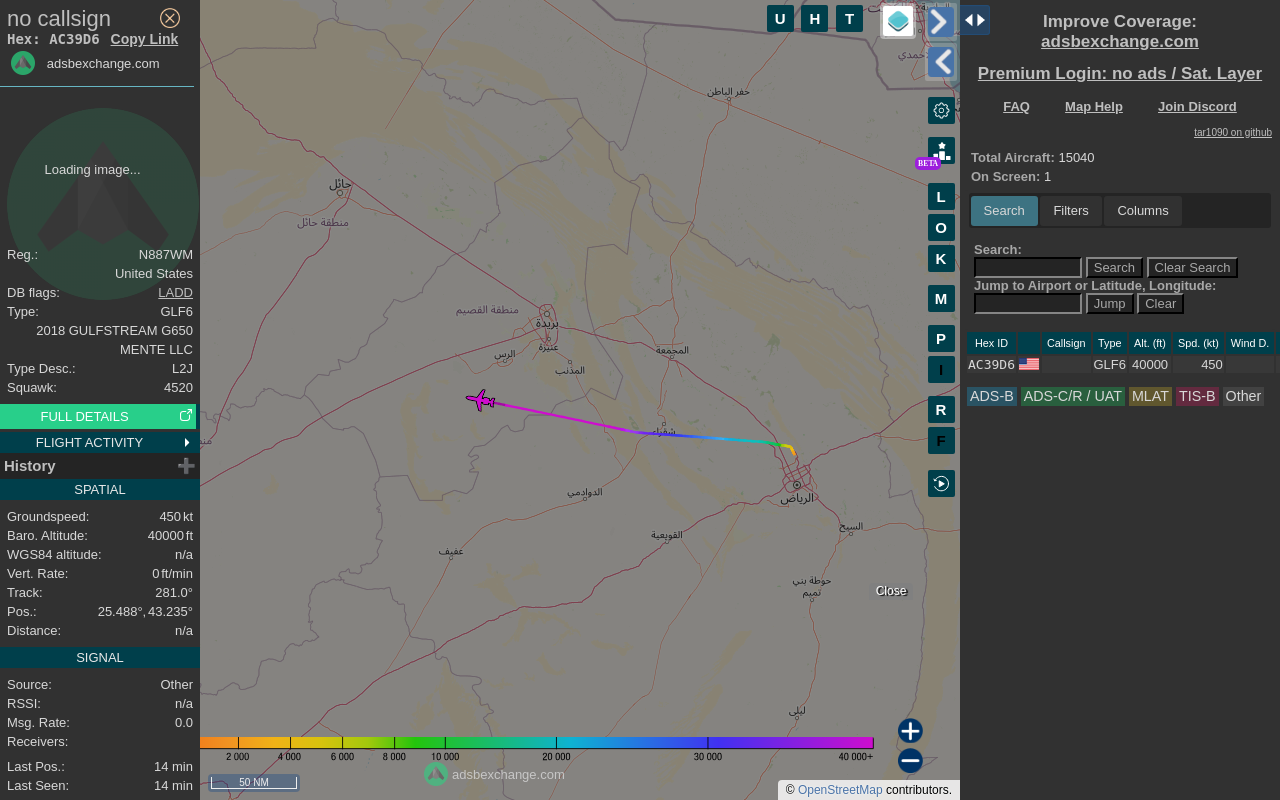 no callsign
Hex: AC39D6 Copy Link
adsbexchange.com
Loading image...
Reg.: N887WM
United States
DB flags: LADD
Type: GLF6
2018 GULFSTREAM G650
MENTE LLC
Type Desc.: L2J
Squawk: 4520
FULL DETAILS
FLIGHT ACTIVITY
History
SPATIAL
Groundspeed: 450 kt
Baro. Altitude: 40000 ft
WGS84 altitude: n/a
Vert. Rate: 0 ft/min
Track: 281.0°
Pos.: 25.488°, 43.235°
Distance: n/a
SIGNAL
Source: Other
RSSI: n/a
Msg. Rate: 0.0
Receivers:
Last Pos.: 14 min
Last Seen: 14 min
U H T
حفر الباطن
حائل
منطقة حائل
منطقة القصيم
بريدة
عنيزة
الرس
المذنب
المجمعة
شقراء
الدوادمي
الرياض
القويعية
السيح
عفيف
حوطة بني
تميم
ليلى
BETA
L
O
K
M
P
I
R
F
Close
2 000 4 000 6 000 8 000 10 000 20 000 30 000 40 000+
50 NM
adsbexchange.com
© OpenStreetMap contributors.
Improve Coverage:
adsbexchange.com
Premium Login: no ads / Sat. Layer
FAQ Map Help Join Discord
tar1090 on github
Total Aircraft: 15040
On Screen: 1
Search Filters Columns
Search:
Search Clear Search
Jump to Airport or Latitude, Longitude:
Jump Clear
Hex ID Callsign Type Alt. (ft) Spd. (kt) Wind D.
AC39D6 GLF6 40000 450
ADS-B ADS-C/R / UAT MLAT TIS-B Other